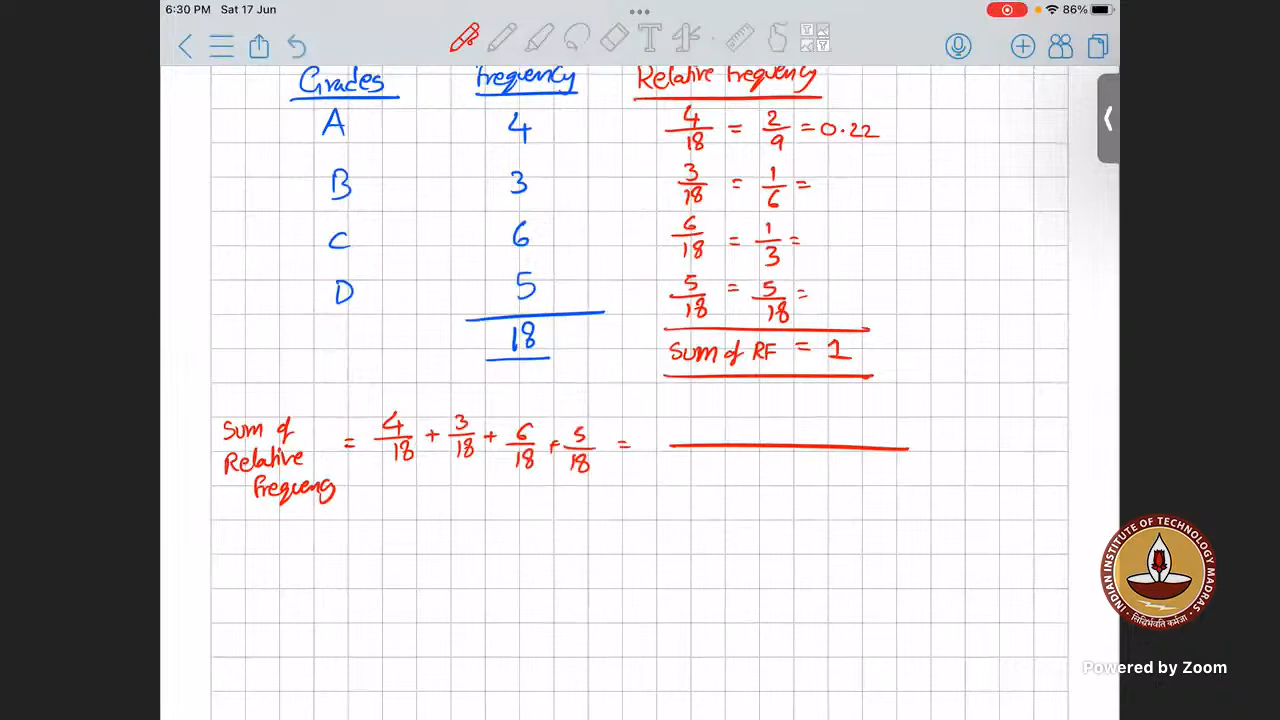 6:30 PM Sat 17 Jun
86%
Grades Frequency Relative Frequency
A 4 4/18 = 2/9 = 0.22
B 3 3/18 = 1/6 =
C 6 6/18 = 1/3 =
D 5 5/18 = 5/18 =
18
Sum of RF = 1
Sum of Relative Frequency = 4/18 + 3/18 + 6/18 + 5/18 =
INDIAN INSTITUTE OF TECHNOLOGY MADRAS
सिद्धिर्भवति कर्मजा
Powered by Zoom